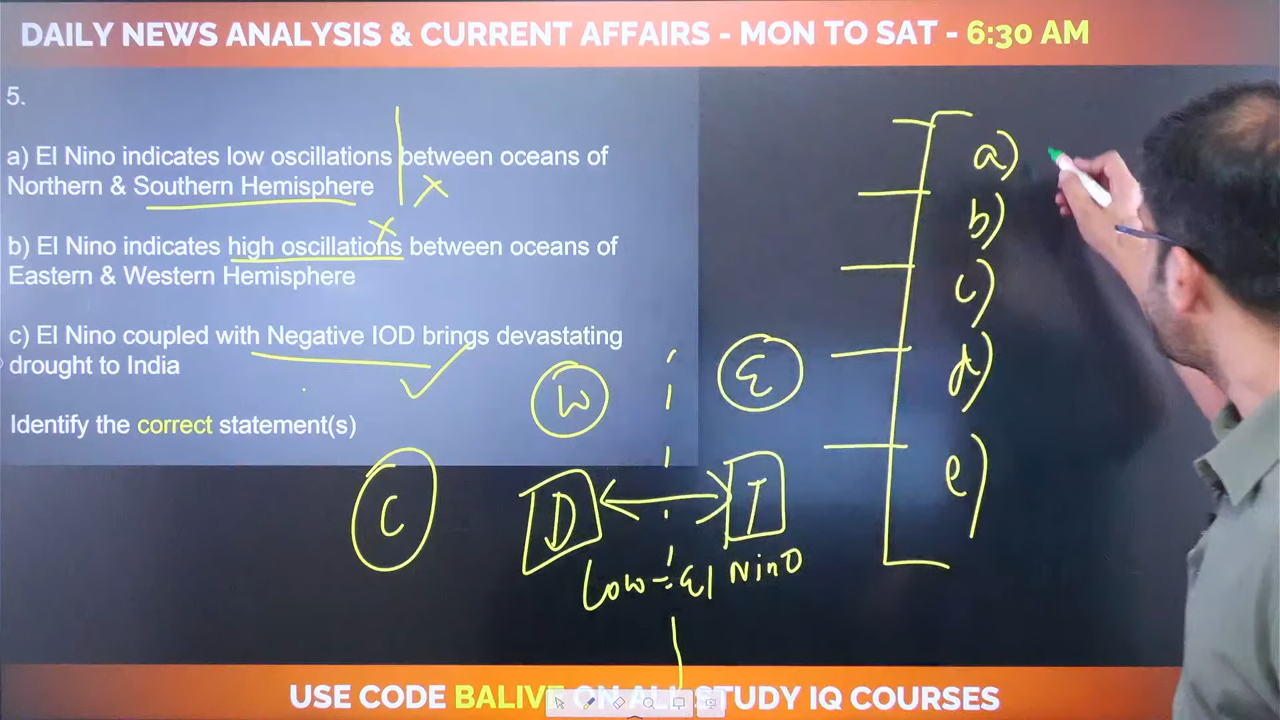 DAILY NEWS ANALYSIS & CURRENT AFFAIRS - MON TO SAT - 6:30 AM
5.
a) El Nino indicates low oscillations between oceans of
Northern & Southern Hemisphere
b) El Nino indicates high oscillations between oceans of
Eastern & Western Hemisphere
c) El Nino coupled with Negative IOD brings devastating
drought to India
Identify the correct statement(s)
W
E
C
D
I
Low - El Nino
a)
b)
c)
d)
e)
USE CODE BALIVE ON ALL STUDY IQ COURSES